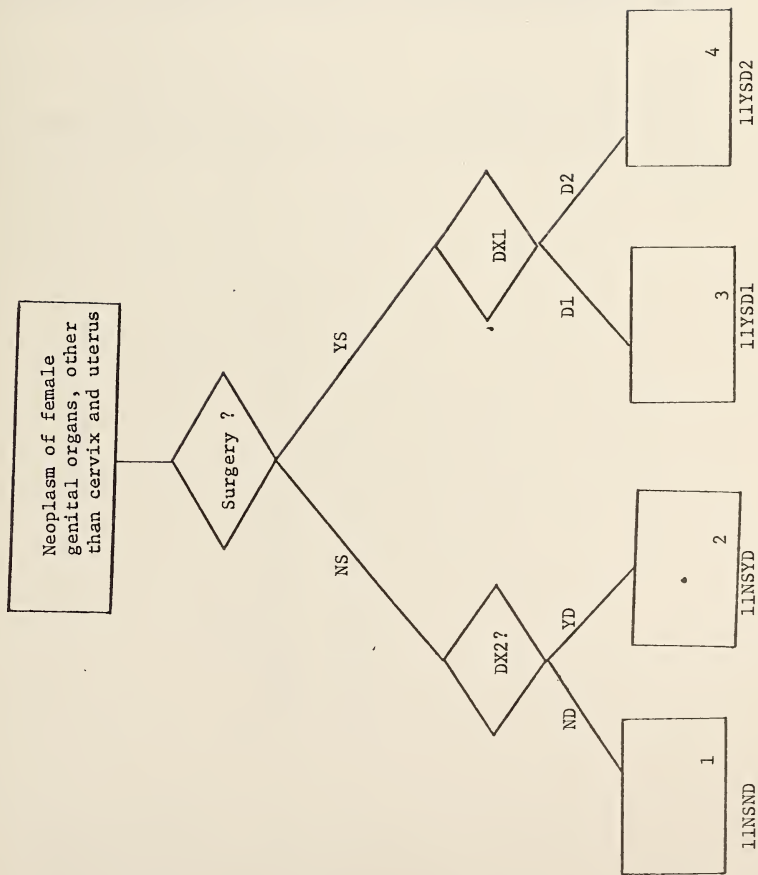 Neoplasm of female
genital organs, other
than cervix and uterus
Surgery ?
NS
YS
DX2?
DX1
ND
YD
D1
D2
1
2
3
4
11NSND
11NSYD
11YSD1
11YSD2